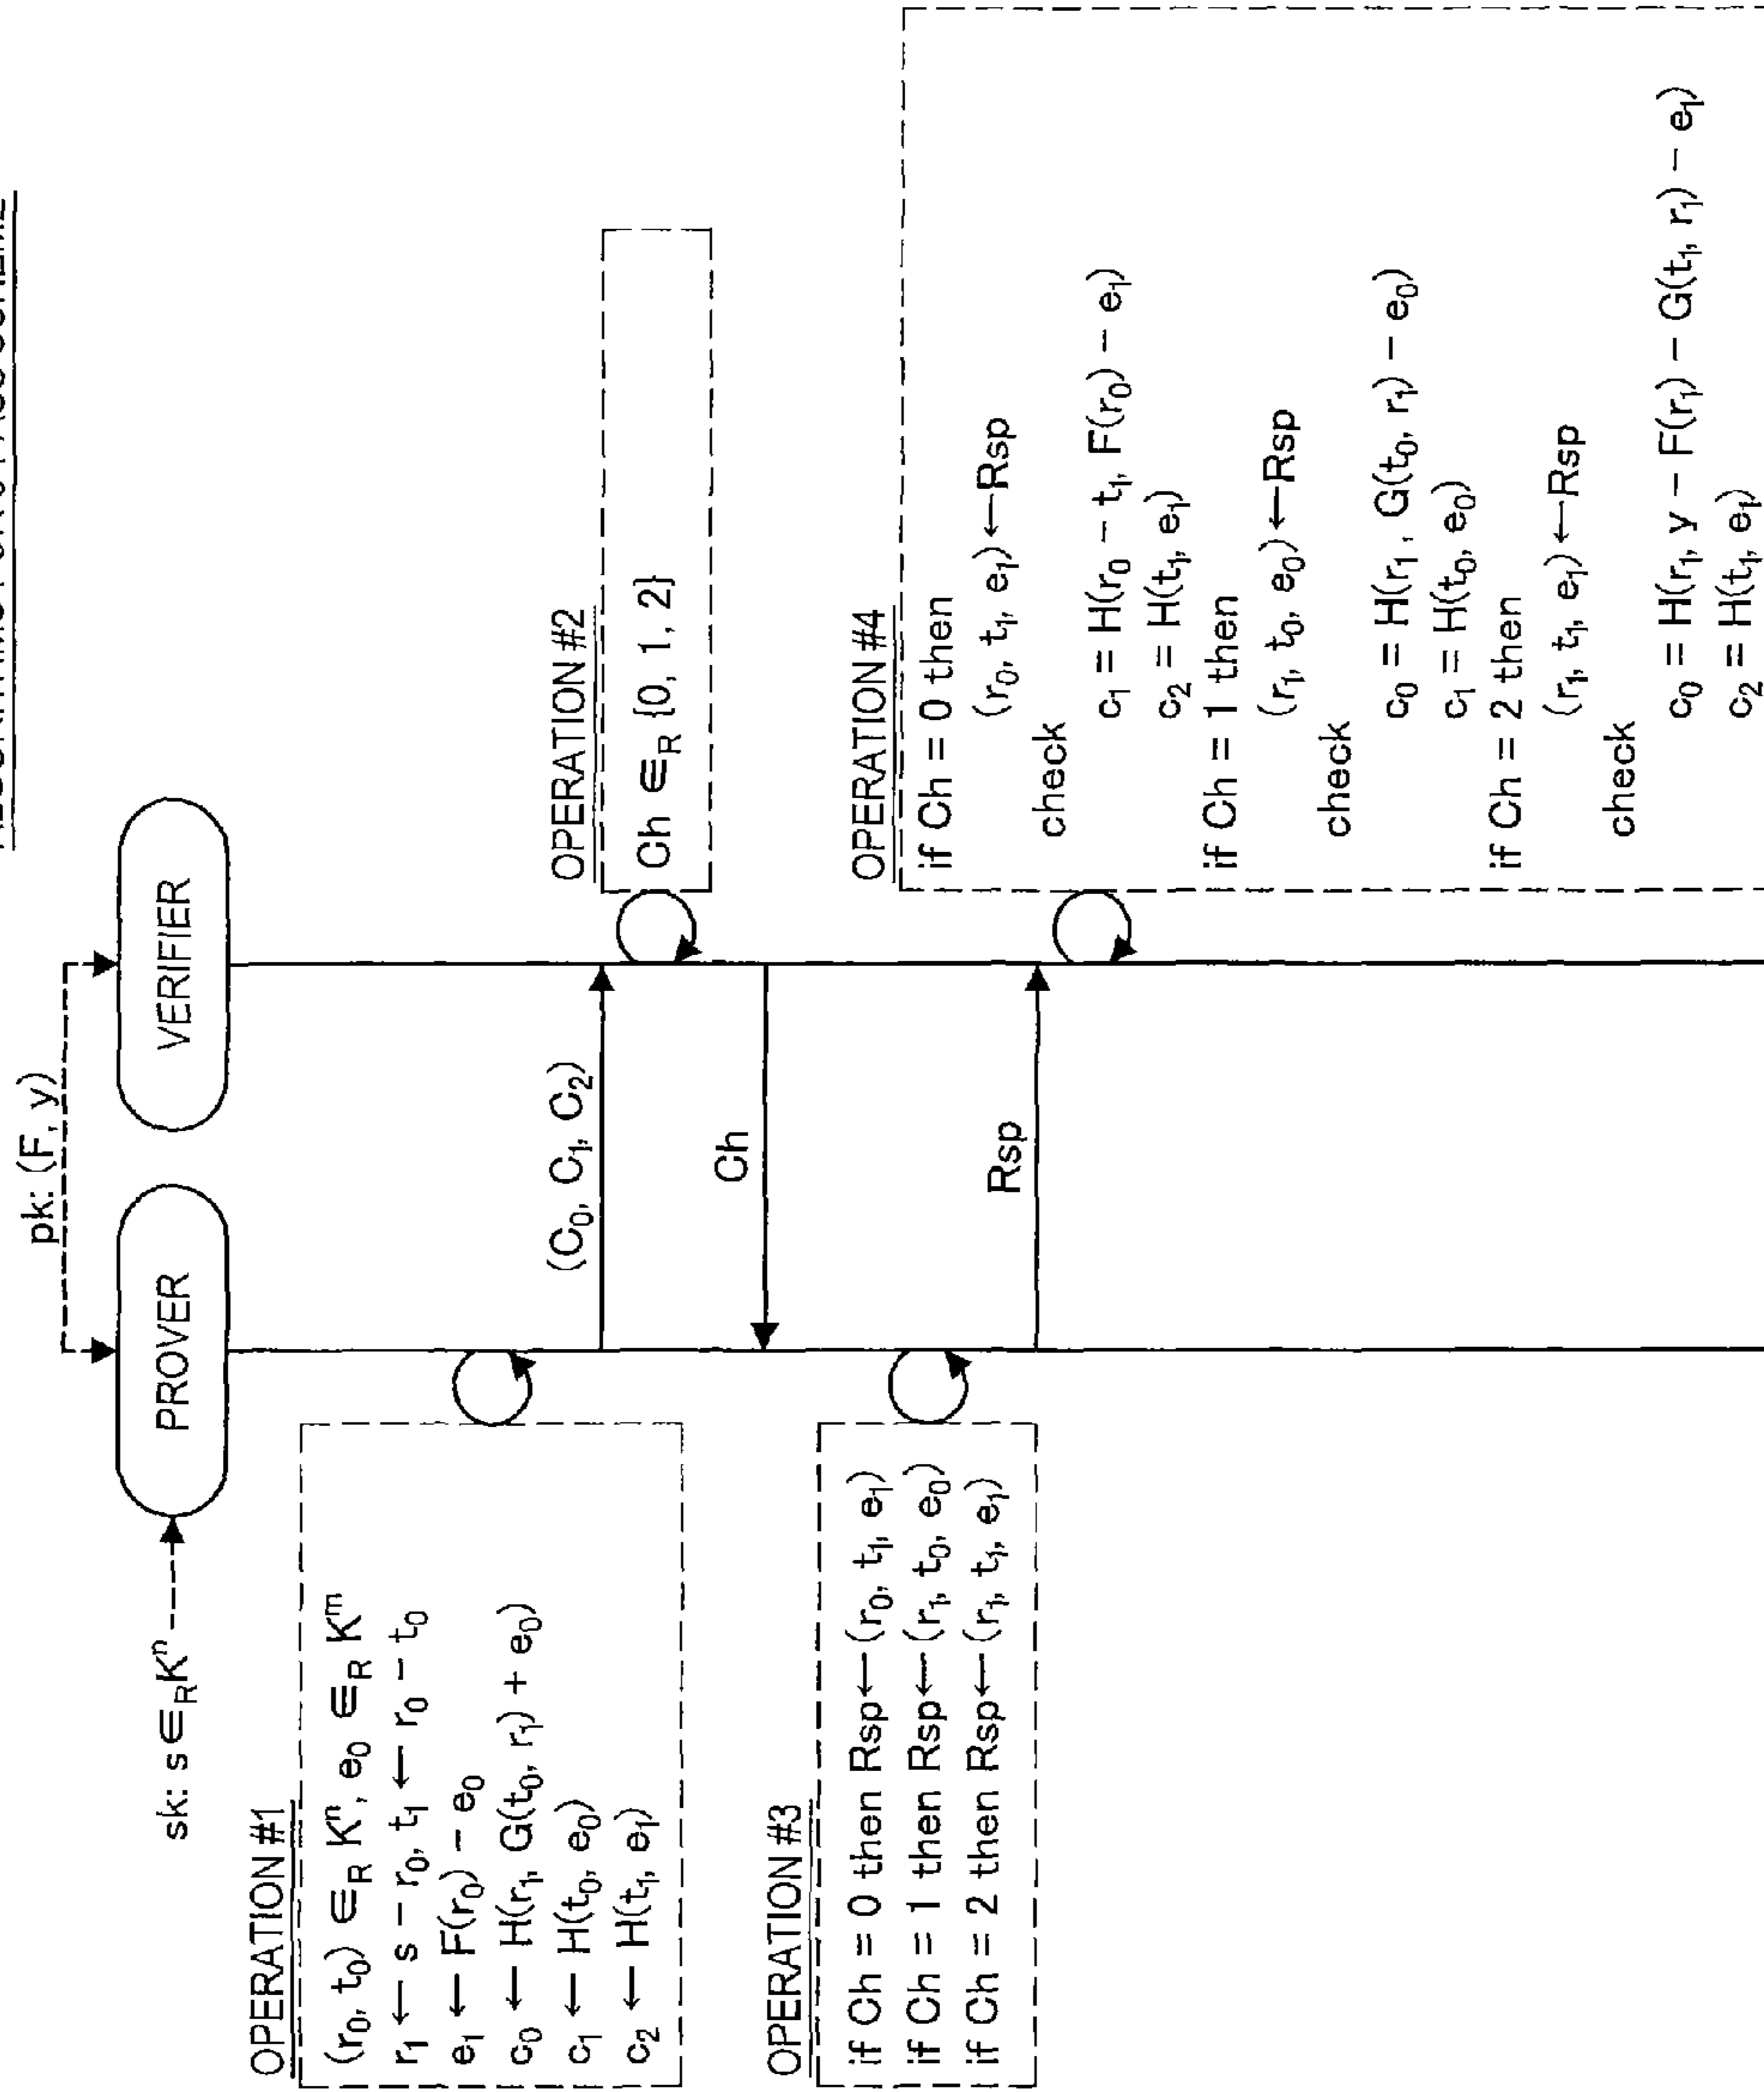 pk: (F, y)
sk: s ∈R Kⁿ
PROVER
VERIFIER
OPERATION #1
(r₀, t₀) ∈R Kⁿ, e₀ ∈R Kᵐ
r₁ ← s − r₀, t₁ ← r₀ − t₀
e₁ ← F(r₀) − e₀
c₀ ← H(r₁, G(t₀, r₁) + e₀)
c₁ ← H(t₀, e₀)
c₂ ← H(t₁, e₁)
(C₀, C₁, C₂)
OPERATION #2
Ch ∈R {0, 1, 2}
Ch
OPERATION #3
if Ch = 0 then Rsp ← (r₀, t₁, e₁)
if Ch = 1 then Rsp ← (r₁, t₀, e₀)
if Ch = 2 then Rsp ← (r₁, t₁, e₁)
Rsp
OPERATION #4
if Ch = 0 then
(r₀, t₁, e₁) ← Rsp
check
c₁ = H(r₀ − t₁, F(r₀) − e₁)
c₂ = H(t₁, e₁)
if Ch = 1 then
(r₁, t₀, e₀) ← Rsp
check
c₀ = H(r₁, G(t₀, r₁) − e₀)
c₁ = H(t₀, e₀)
if Ch = 2 then
(r₁, t₁, e₁) ← Rsp
check
c₀ = H(r₁, y − F(r₁) − G(t₁, r₁) − e₁)
c₂ = H(t₁, e₁)